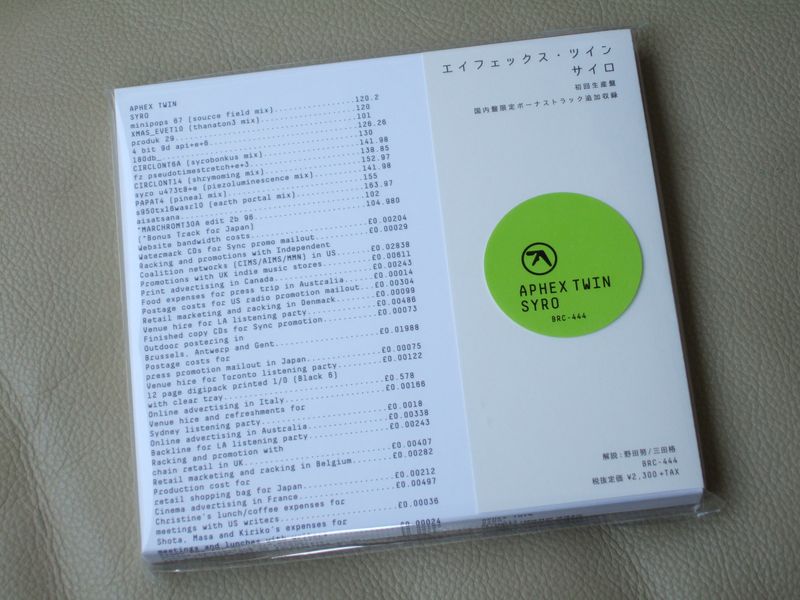 APHEX TWIN
SYRO
minipops 67 [source field mix]....................120.2
XMAS_EVET10 (thanaton3 mix)....................120
produk 29....................101
4 bit 9d api+e+6....................126.26
180db_....................130
CIRCLONT6A (syrobonkus mix)....................141.98
fz pseudotimestretch+e+3....................138.85
CIRCLONT14 (shrymoming mix)....................152.97
syro u473t8+e (piezoluminescence mix)....................141.98
PAPAT4 (pineal mix)....................155
s950tx16wasr10 (earth portal mix)....................163.97
aisatsana....................102
*MARCHROMT30A edit 2b 96....................104.980
[*Bonus Track for Japan]
Website bandwidth costs....................£0.00204
Watermark CDs for Sync promo mailout....................£0.00029
Racking and promotions with Independent
Coalition networks (CIMS/AIMS/MMN) in US....................£0.02838
Promotions with UK indie music stores....................£0.00611
Print advertising in Canada....................£0.00243
Food expenses for press trip in Australia....................£0.00014
Postage costs for US radio promotion mailout....................£0.00304
Retail marketing and racking in Denmark....................£0.00099
Venue hire for LA listening party....................£0.00486
Finished copy CDs for Sync promotion....................£0.00073
Outdoor postering in
Brussels, Antwerp and Gent....................£0.01988
Postage costs for
press promotion mailout in Japan....................£0.00075
Venue hire for Toronto listening party....................£0.00122
12 page digipack printed 1/0 (Black 6)
with clear tray....................£0.578
Online advertising in Italy....................£0.00166
Venue hire and refreshments for
Sydney listening party....................£0.0018
Online advertising in Australia....................£0.00338
Backline for LA listening party....................£0.00243
Racking and promotion with
chain retail in UK....................£0.00407
Retail marketing and racking in Belgium....................£0.00282
Production cost for
retail shopping bag for Japan....................£0.00212
Cinema advertising in France....................£0.00497
Christine's lunch/coffee expenses for
meetings with US writers....................£0.00036
Shota, Masa and Kiriko's expenses for
meetings and lunches with....................£0.00024
エイフェックス・ツイン
サイロ
初回生産盤
国内盤限定ボーナストラック追加収録
APHEX TWIN
SYRO
BRC-444
解説：野田努/三田格
BRC-444
税抜定価 ¥2,300+TAX